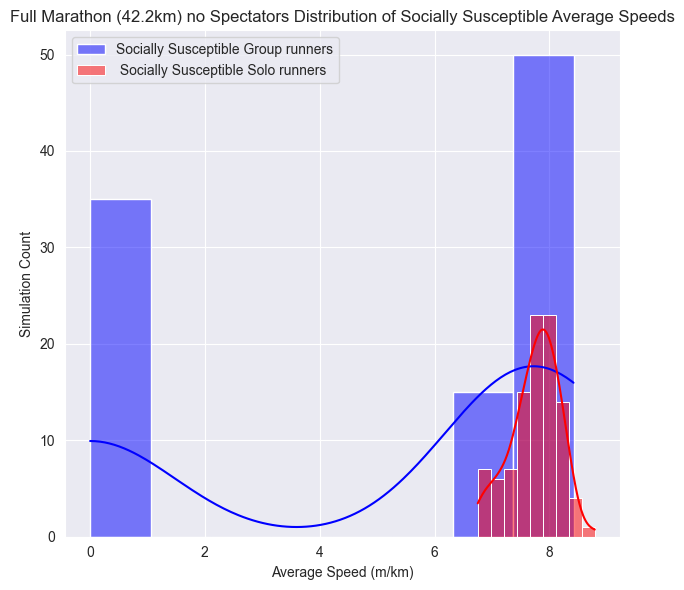 Full Marathon (42.2km) no Spectators Distribution of Socially Susceptible Average Speeds
Socially Susceptible Group runners
Socially Susceptible Solo runners
50
40
30
20
10
0
Simulation Count
0 2 4 6 8
Average Speed (m/km)